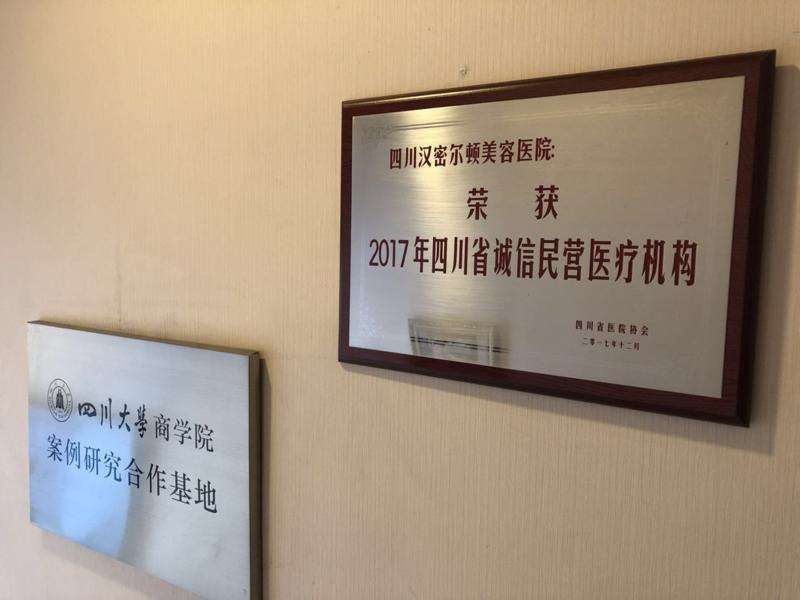 四川汉密尔顿美容医院:
荣 获
2017年四川省诚信民营医疗机构
四川省医院协会
二零一七年十二号
四川大學商学院
案例研究合作基地